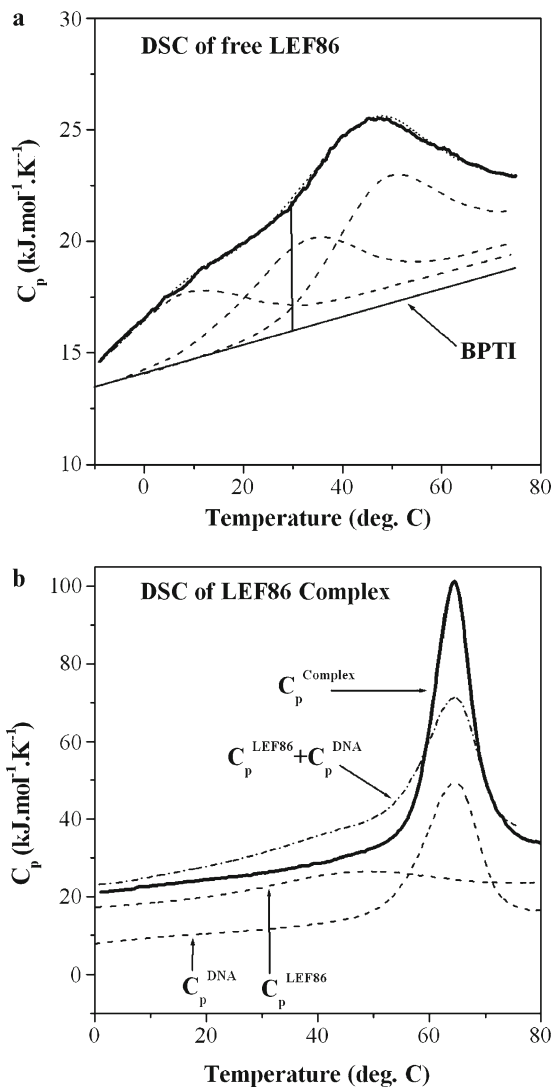 a
DSC of free LEF86
30
25
20
15
10
Cp (kJ.mol-1.K-1)
BPTI
0 20 40 60 80
Temperature (deg. C)
b
DSC of LEF86 Complex
100
80
60
40
20
0
Cp (kJ.mol-1.K-1)
Cp Complex
Cp LEF86+Cp DNA
Cp DNA
Cp LEF86
0 20 40 60 80
Temperature (deg. C)